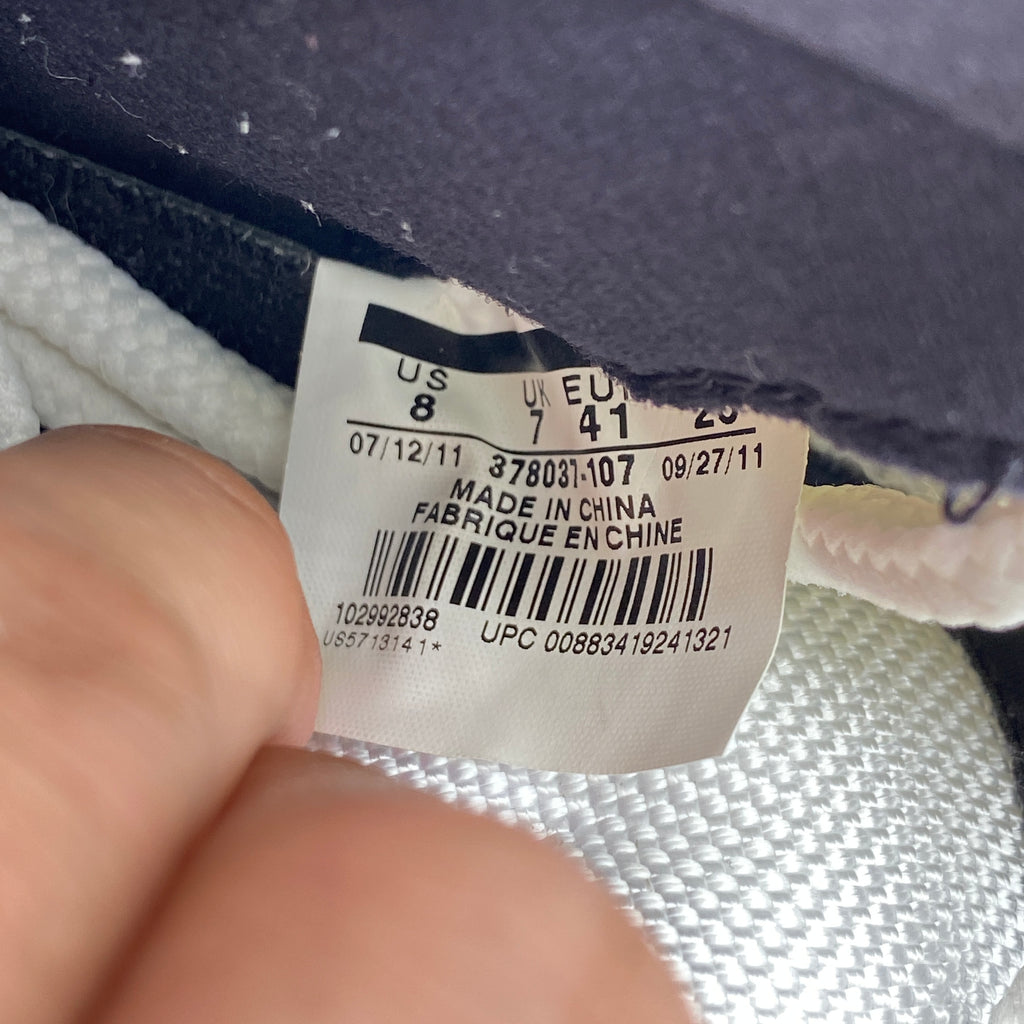 US UK
8 7 41
07/12/11 378037-107 09/27/11
MADE IN CHINA
FABRIQUE EN CHINE
102992838 UPC 00883419241321
US5713141*